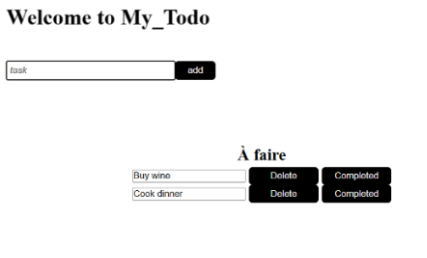 Welcome to My_Todo
task add
À faire
Buy wine Delete Completed
Cook dinner Delete Completed